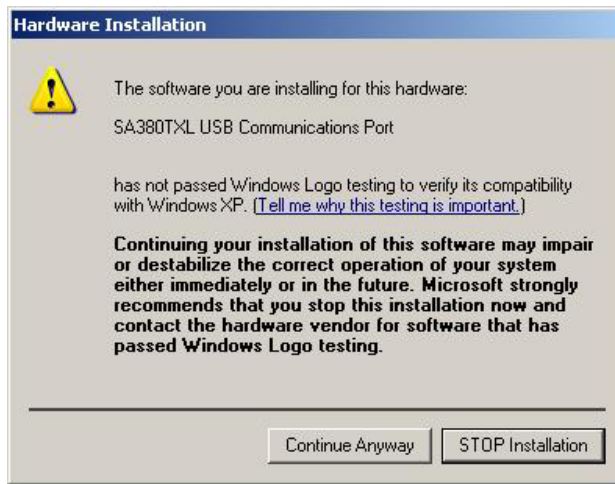 Hardware Installation
The software you are installing for this hardware:
SA380TXL USB Communications Port
has not passed Windows Logo testing to verify its compatibility
with Windows XP. (Tell me why this testing is important.)
Continuing your installation of this software may impair
or destabilize the correct operation of your system
either immediately or in the future. Microsoft strongly
recommends that you stop this installation now and
contact the hardware vendor for software that has
passed Windows Logo testing.
Continue Anyway STOP Installation